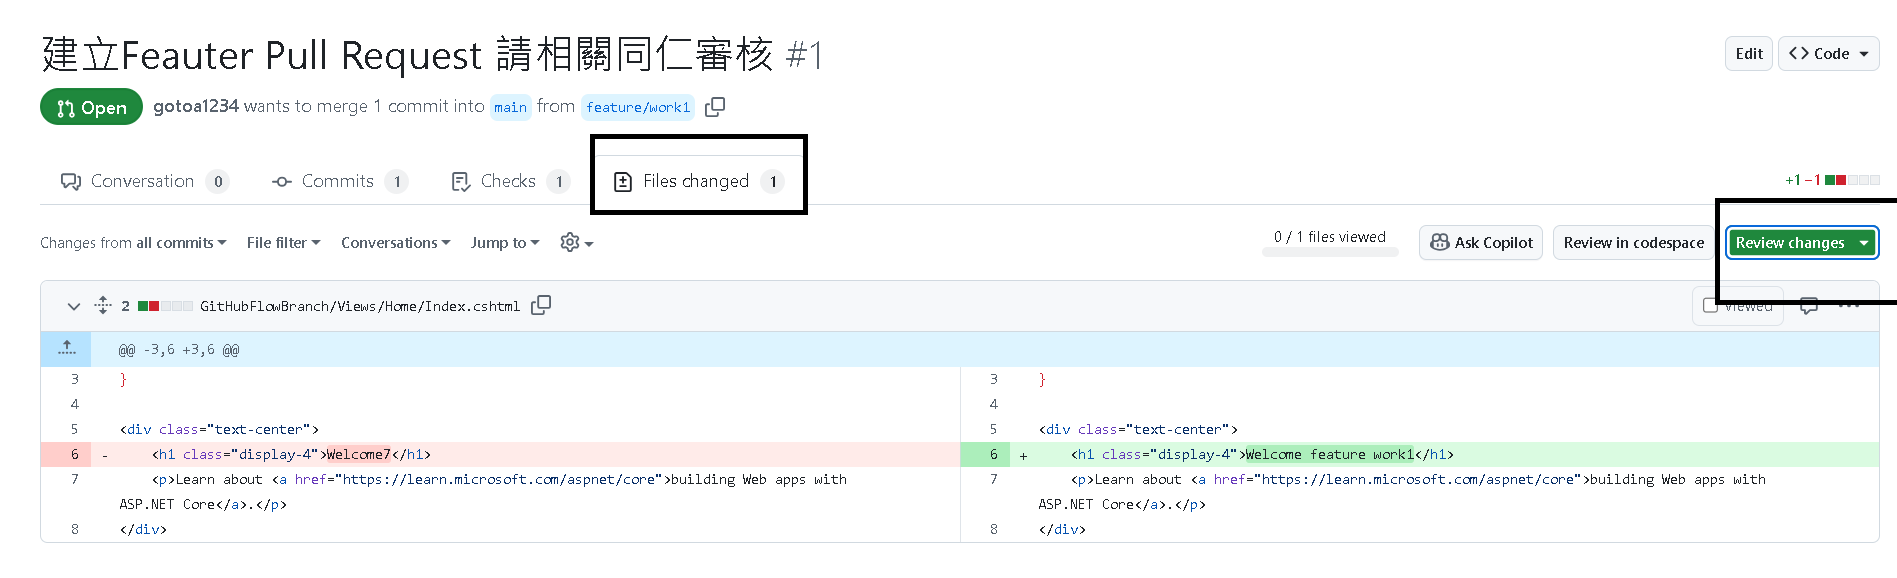 建立Feauter Pull Request 請相關同仁審核 #1
Edit
Code
Open
gotoa1234 wants to merge 1 commit into main from feature/work1
Conversation 0
Commits 1
Checks 1
Files changed 1
+1 −1
Changes from all commits
File filter
Conversations
Jump to
0 / 1 files viewed
Ask Copilot
Review in codespace
Review changes
2 GitHubFlowBranch/Views/Home/Index.cshtml
Viewed
@@ -3,6 +3,6 @@
3 }
4
5 <div class="text-center">
6 - <h1 class="display-4">Welcome7</h1>
7 <p>Learn about <a href="https://learn.microsoft.com/aspnet/core">building Web apps with
ASP.NET Core</a>.</p>
8 </div>
3 }
4
5 <div class="text-center">
6 + <h1 class="display-4">Welcome feature work1</h1>
7 <p>Learn about <a href="https://learn.microsoft.com/aspnet/core">building Web apps with
ASP.NET Core</a>.</p>
8 </div>